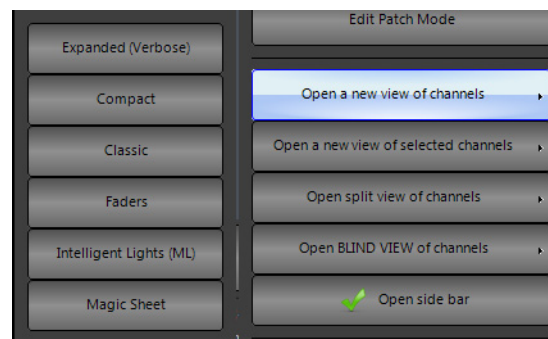 Expanded (Verbose)
Compact
Classic
Faders
Intelligent Lights (ML)
Magic Sheet
Edit Patch Mode
Open a new view of channels
Open a new view of selected channels
Open split view of channels
Open BLIND VIEW of channels
Open side bar